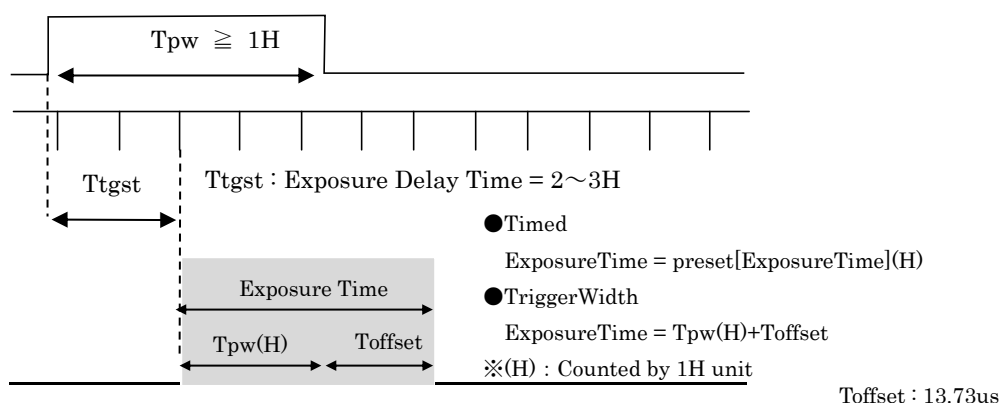 Tpw ≧ 1H
Ttgst
Ttgst : Exposure Delay Time = 2～3H
●Timed
ExposureTime = preset[ExposureTime](H)
Exposure Time
●TriggerWidth
ExposureTime = Tpw(H)+Toffset
Tpw(H)
Toffset
※(H) : Counted by 1H unit
Toffset : 13.73us